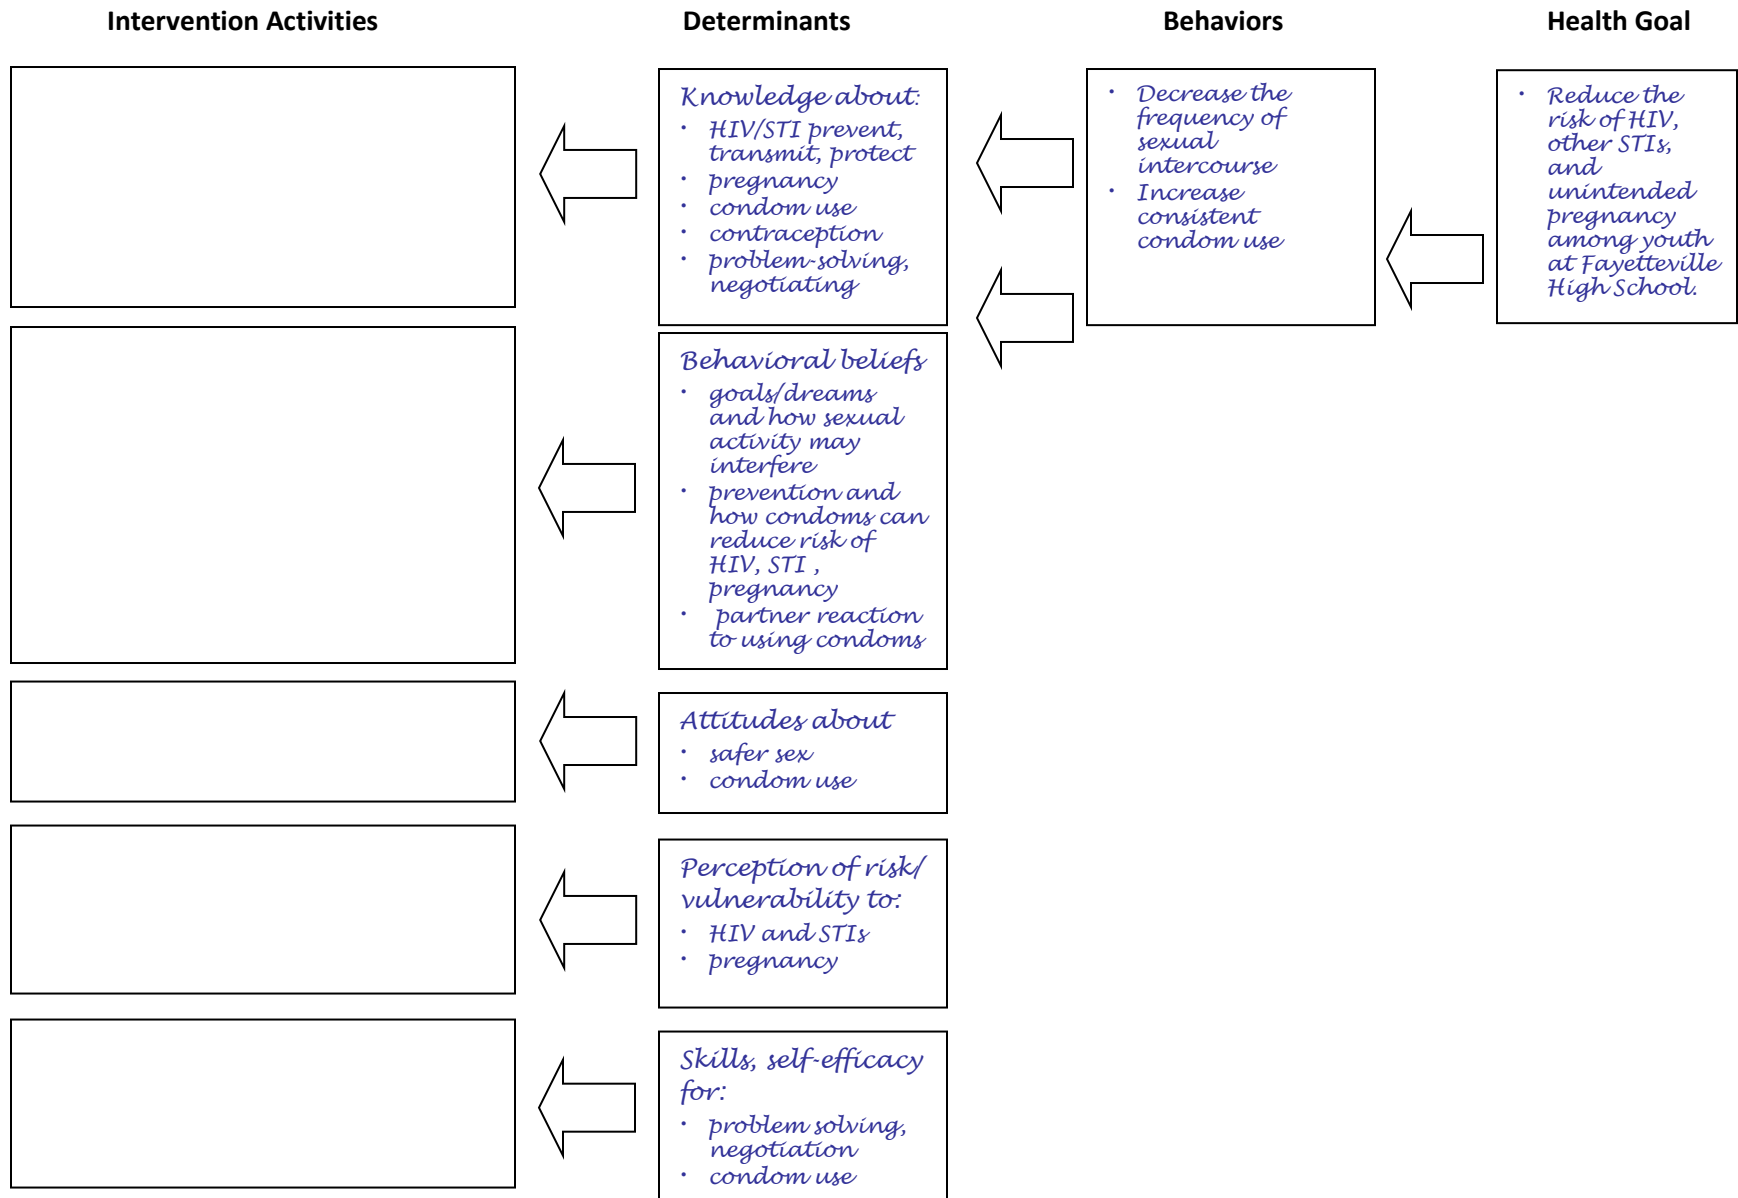 Intervention Activities
Determinants
Behaviors
Health Goal
Knowledge about:
· HIV/STI prevent,
transmit, protect
· pregnancy
· condom use
· contraception
· problem-solving,
negotiating
Behavioral beliefs
· goals/dreams
and how sexual
activity may
interfere
· prevention and
how condoms can
reduce risk of
HIV, STI ,
pregnancy
· partner reaction
to using condoms
Attitudes about
· safer sex
· condom use
Perception of risk/
vulnerability to:
· HIV and STIs
· pregnancy
Skills, self-efficacy
for:
· problem solving,
negotiation
· condom use
· Decrease the
frequency of
sexual
intercourse
· Increase
consistent
condom use
· Reduce the
risk of HIV,
other STIs,
and
unintended
pregnancy
among youth
at Fayetteville
High School.